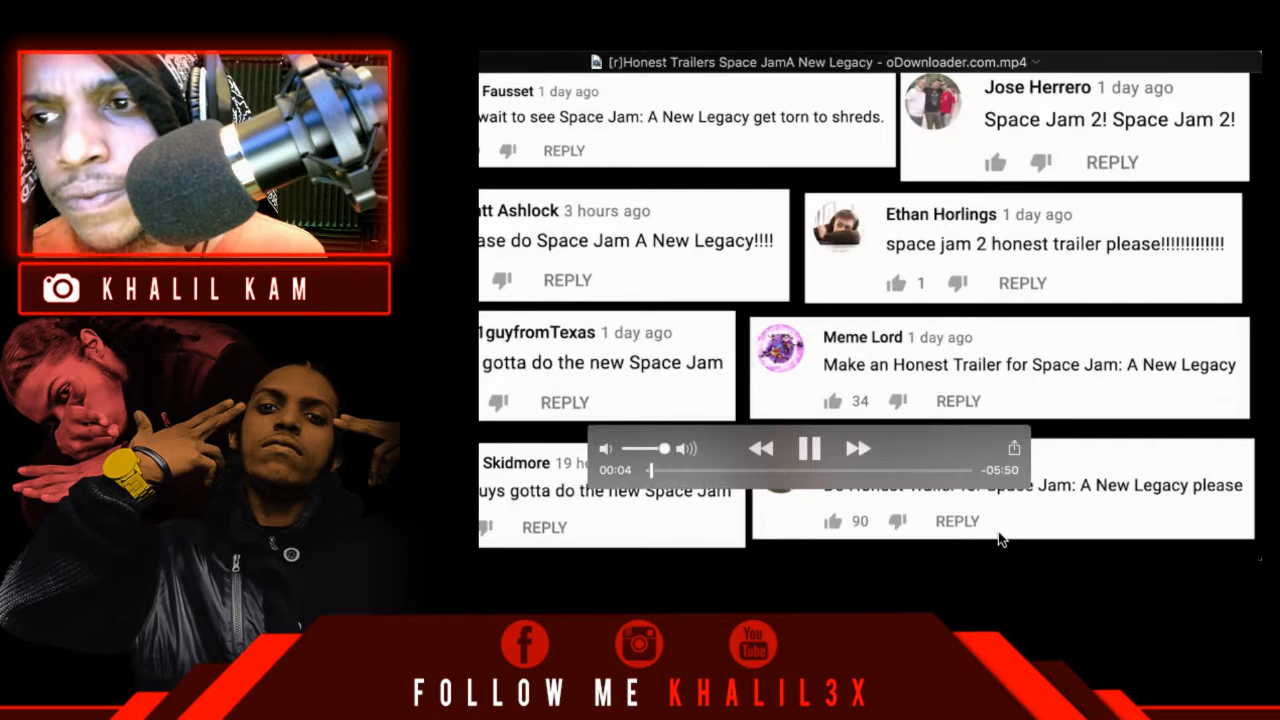 [r]Honest Trailers Space JamA New Legacy - oDownloader.com.mp4
Fausset 1 day ago
wait to see Space Jam: A New Legacy get torn to shreds.
REPLY
Jose Herrero 1 day ago
Space Jam 2! Space Jam 2!
REPLY
tt Ashlock 3 hours ago
ase do Space Jam A New Legacy!!!!
REPLY
Ethan Horlings 1 day ago
space jam 2 honest trailer please!!!!!!!!!!!!!
1 REPLY
KHALIL KAM
1guyfromTexas 1 day ago
gotta do the new Space Jam
REPLY
Meme Lord 1 day ago
Make an Honest Trailer for Space Jam: A New Legacy
34 REPLY
00:04 -05:50
Skidmore 19 h
uys gotta do the new Space Jam
REPLY
Jam: A New Legacy please
90 REPLY
You
Tube
FOLLOW ME KHALIL3X